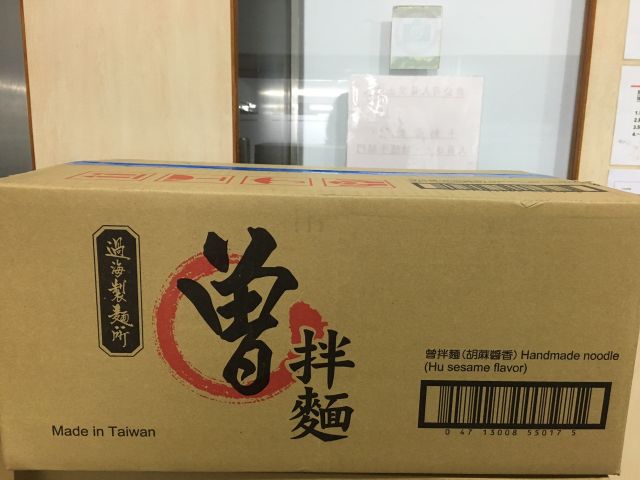 過海製麵所
曾
拌麵
曾拌麵(胡蔴醬香) Handmade noodle
(Hu sesame flavor)
0 47 13008 55017 5
Made in Taiwan